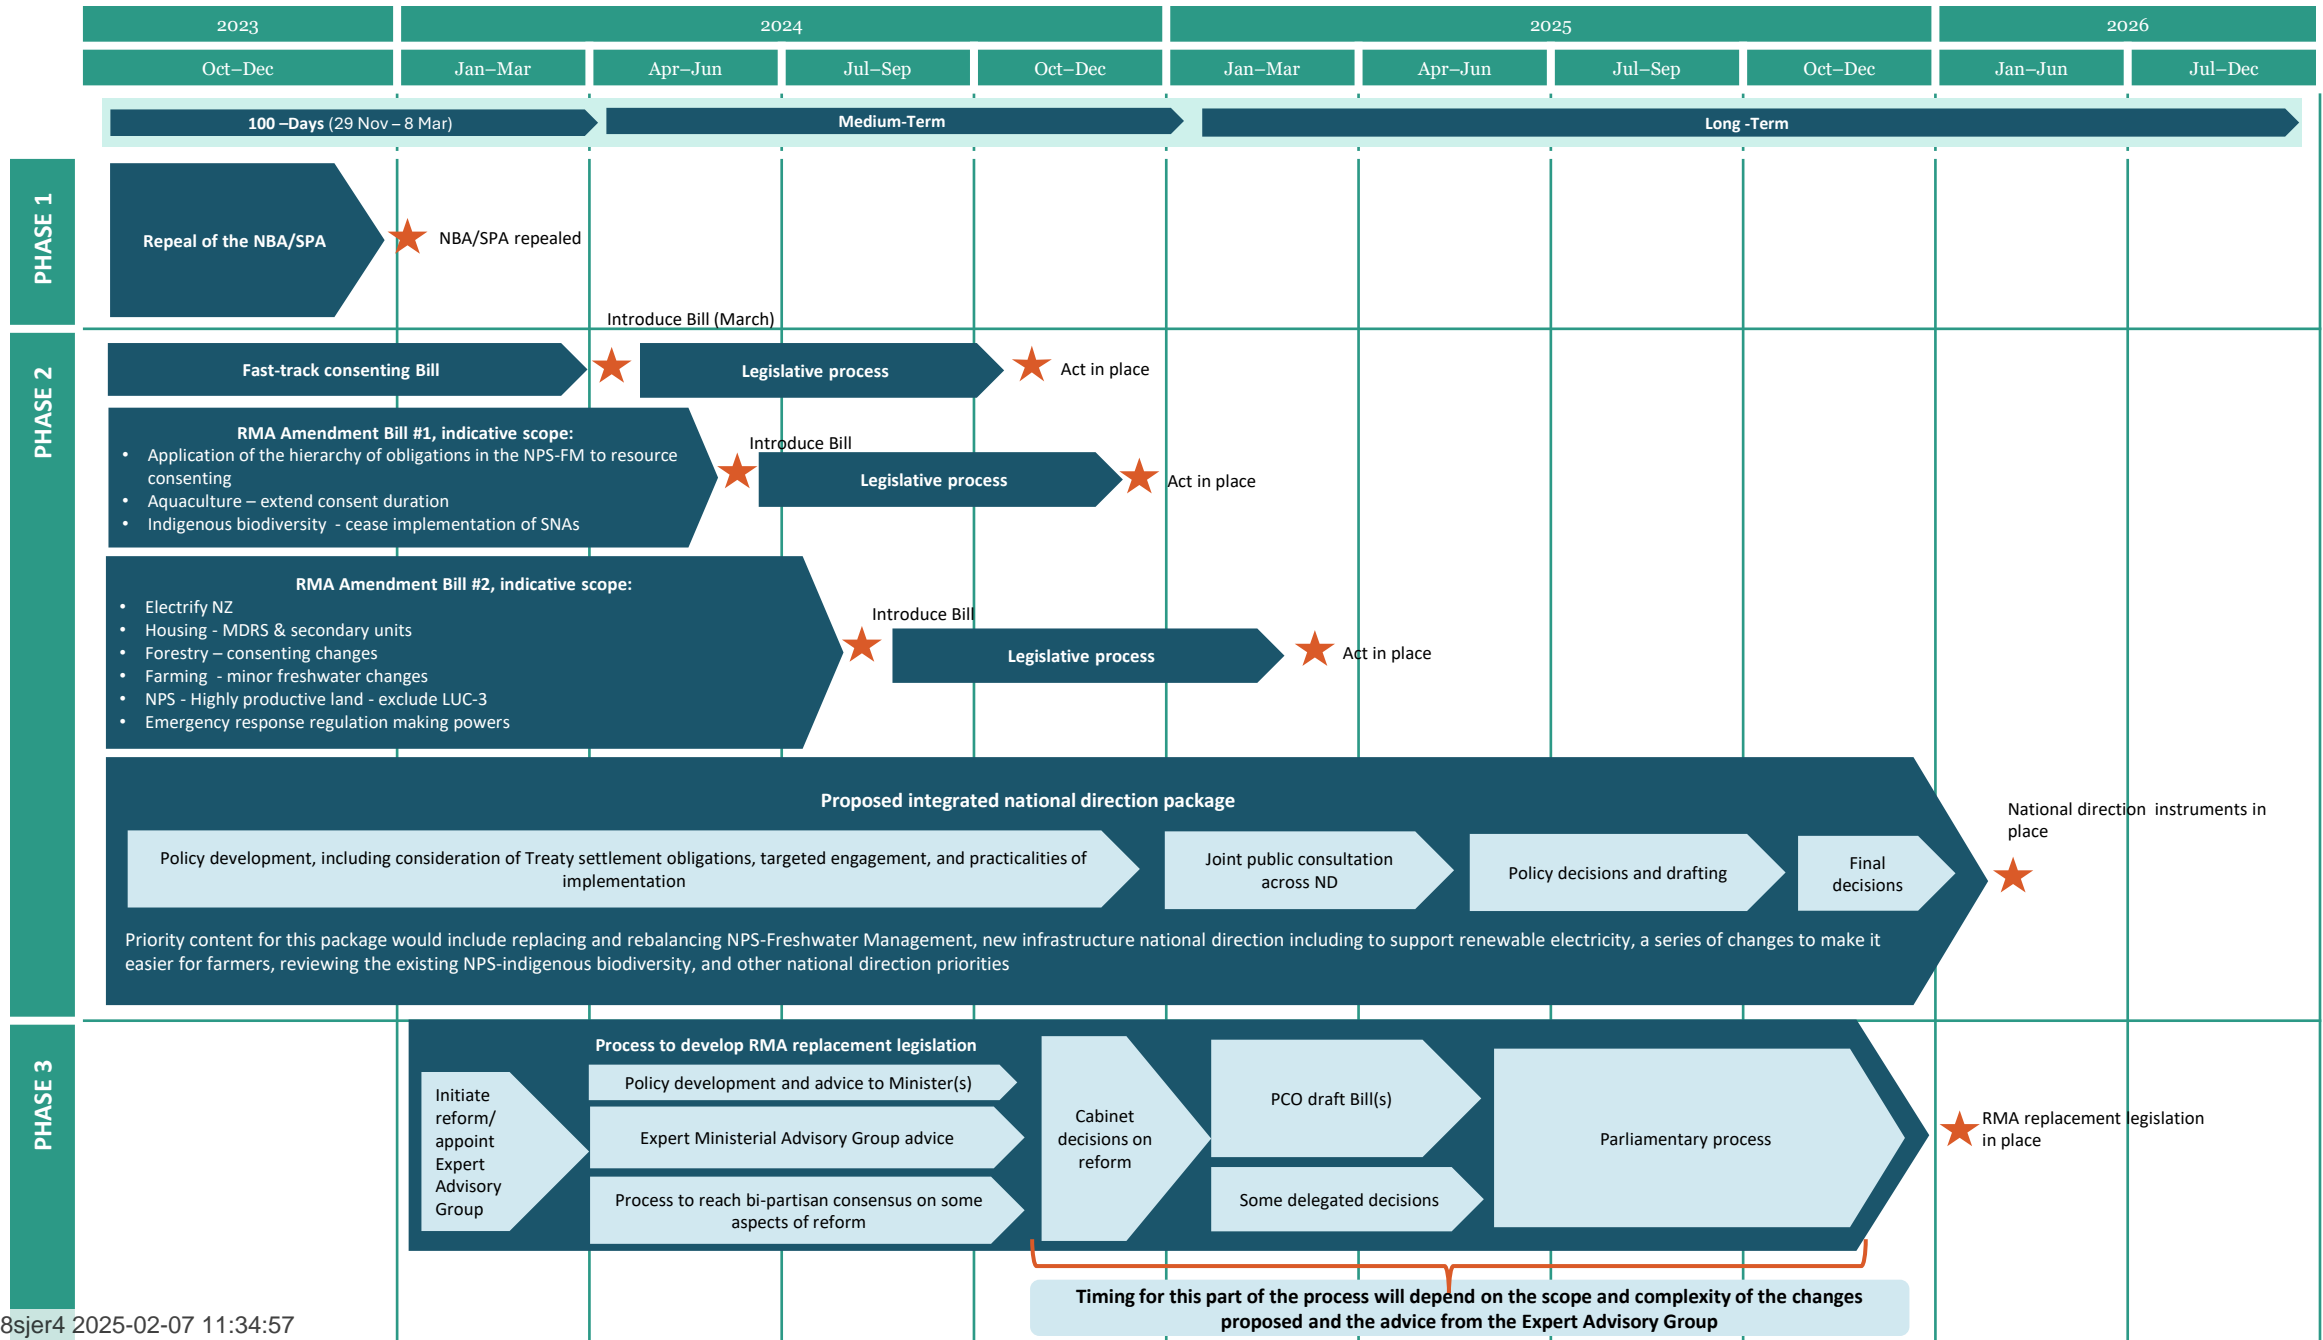 2023
2024
2025
2026
Oct–Dec
Jan–Mar
Apr–Jun
Jul–Sep
Oct–Dec
Jan–Mar
Apr–Jun
Jul–Sep
Oct–Dec
Jan–Jun
Jul–Dec
100 –Days (29 Nov – 8 Mar)
Medium-Term
Long -Term
PHASE 1
Repeal of the NBA/SPA
NBA/SPA repealed
PHASE 2
Introduce Bill (March)
Fast-track consenting Bill
Legislative process
Act in place
RMA Amendment Bill #1, indicative scope:
• Application of the hierarchy of obligations in the NPS-FM to resource
consenting
• Aquaculture – extend consent duration
• Indigenous biodiversity - cease implementation of SNAs
Introduce Bill
Legislative process
Act in place
RMA Amendment Bill #2, indicative scope:
• Electrify NZ
• Housing - MDRS & secondary units
• Forestry – consenting changes
• Farming - minor freshwater changes
• NPS - Highly productive land - exclude LUC-3
• Emergency response regulation making powers
Introduce Bill
Legislative process
Act in place
Proposed integrated national direction package
Policy development, including consideration of Treaty settlement obligations, targeted engagement, and practicalities of
implementation
Joint public consultation
across ND
Policy decisions and drafting
Final
decisions
National direction instruments in
place
Priority content for this package would include replacing and rebalancing NPS-Freshwater Management, new infrastructure national direction including to support renewable electricity, a series of changes to make it
easier for farmers, reviewing the existing NPS-indigenous biodiversity, and other national direction priorities
PHASE 3
Process to develop RMA replacement legislation
Initiate
reform/
appoint
Expert
Advisory
Group
Policy development and advice to Minister(s)
Expert Ministerial Advisory Group advice
Process to reach bi-partisan consensus on some
aspects of reform
Cabinet
decisions on
reform
PCO draft Bill(s)
Some delegated decisions
Parliamentary process
RMA replacement legislation
in place
Timing for this part of the process will depend on the scope and complexity of the changes
proposed and the advice from the Expert Advisory Group
8sjer4 2025-02-07 11:34:57